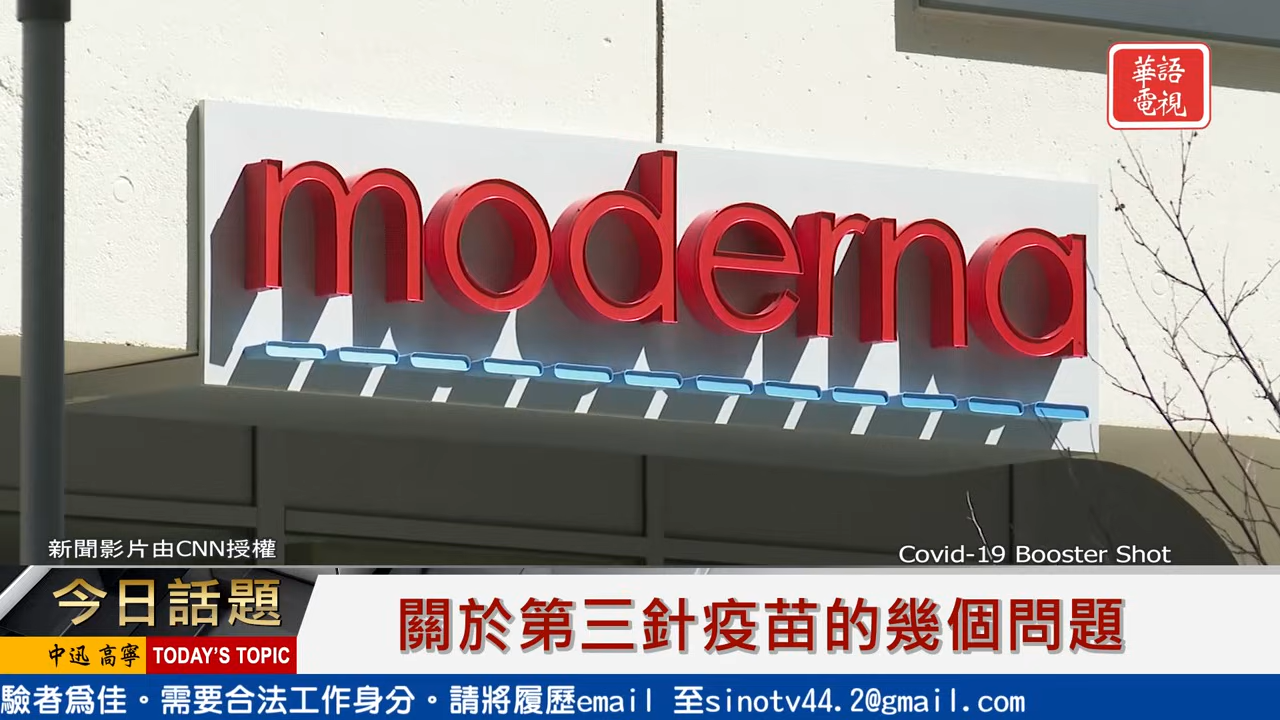 華語
電視
moderna
新聞影片由CNN授權
Covid-19 Booster Shot
今日話題
關於第三針疫苗的幾個問題
中迅 高寧
TODAY'S TOPIC
驗者爲佳。需要合法工作身分。請將履歷email 至sinotv44.2@gmail.com